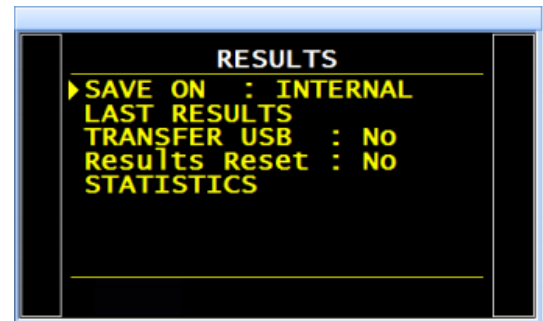 RESULTS
SAVE ON : INTERNAL
LAST RESULTS
TRANSFER USB : No
Results Reset : No
STATISTICS